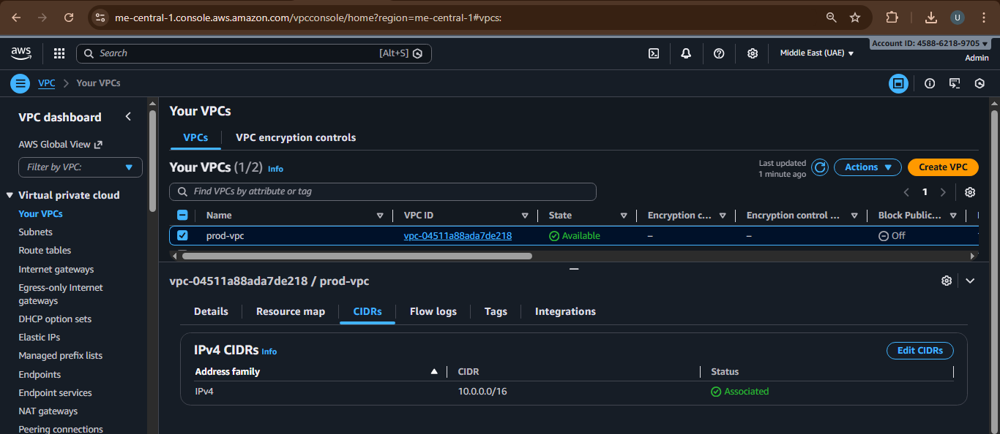 me-central-1.console.aws.amazon.com/vpcconsole/home?region=me-central-1#vpcs:
U
aws
Search
[Alt+S]
Middle East (UAE)
Account ID: 4588-6218-9705
Admin
VPC
Your VPCs
VPC dashboard
AWS Global View
Filter by VPC:
Virtual private cloud
Your VPCs
Subnets
Route tables
Internet gateways
Egress-only Internet
gateways
DHCP option sets
Elastic IPs
Managed prefix lists
Endpoints
Endpoint services
NAT gateways
Peering connections
Your VPCs
VPCs
VPC encryption controls
Your VPCs (1/2) Info
Last updated
1 minute ago
Actions
Create VPC
Find VPCs by attribute or tag
1
Name
VPC ID
State
Encryption c...
Encryption control ...
Block Public...
prod-vpc
vpc-04511a88ada7de218
Available
–
–
Off
vpc-04511a88ada7de218 / prod-vpc
Details
Resource map
CIDRs
Flow logs
Tags
Integrations
IPv4 CIDRs Info
Edit CIDRs
Address family
CIDR
Status
IPv4
10.0.0.0/16
Associated